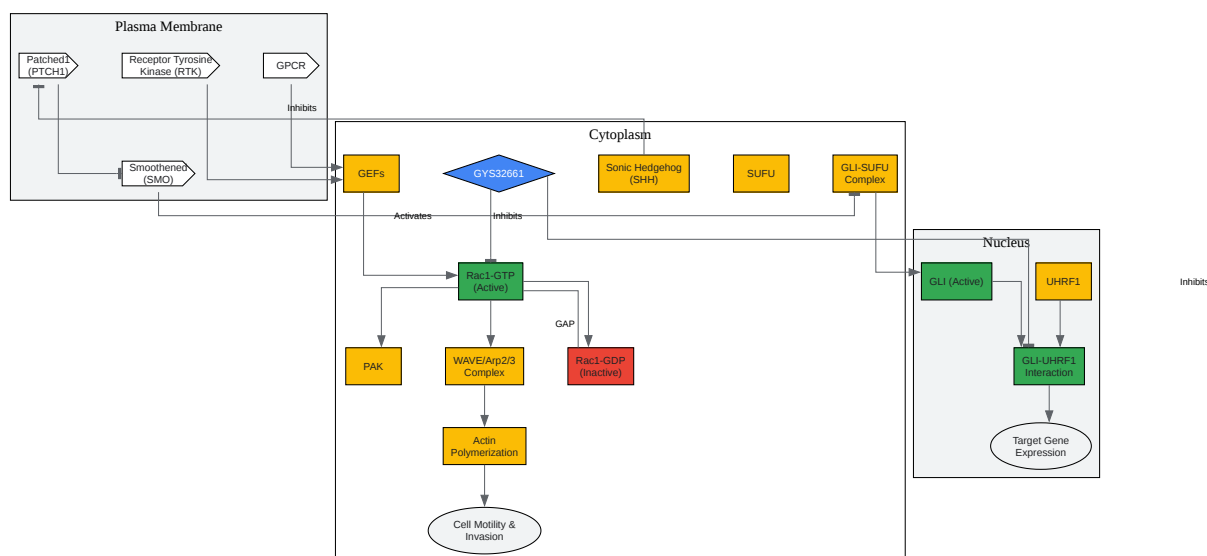 Plasma Membrane
Patched1
(PTCH1)
Receptor Tyrosine
Kinase (RTK)
GPCR
Inhibits
Smoothened
(SMO)
Cytoplasm
GEFs
GYS32661
Sonic Hedgehog
(SHH)
SUFU
GLI-SUFU
Complex
Activates
Inhibits
Rac1-GTP
(Active)
GAP
PAK
WAVE/Arp2/3
Complex
Rac1-GDP
(Inactive)
Actin
Polymerization
Cell Motility &
Invasion
Nucleus
GLI (Active)
UHRF1
Inhibits
GLI-UHRF1
Interaction
Target Gene
Expression